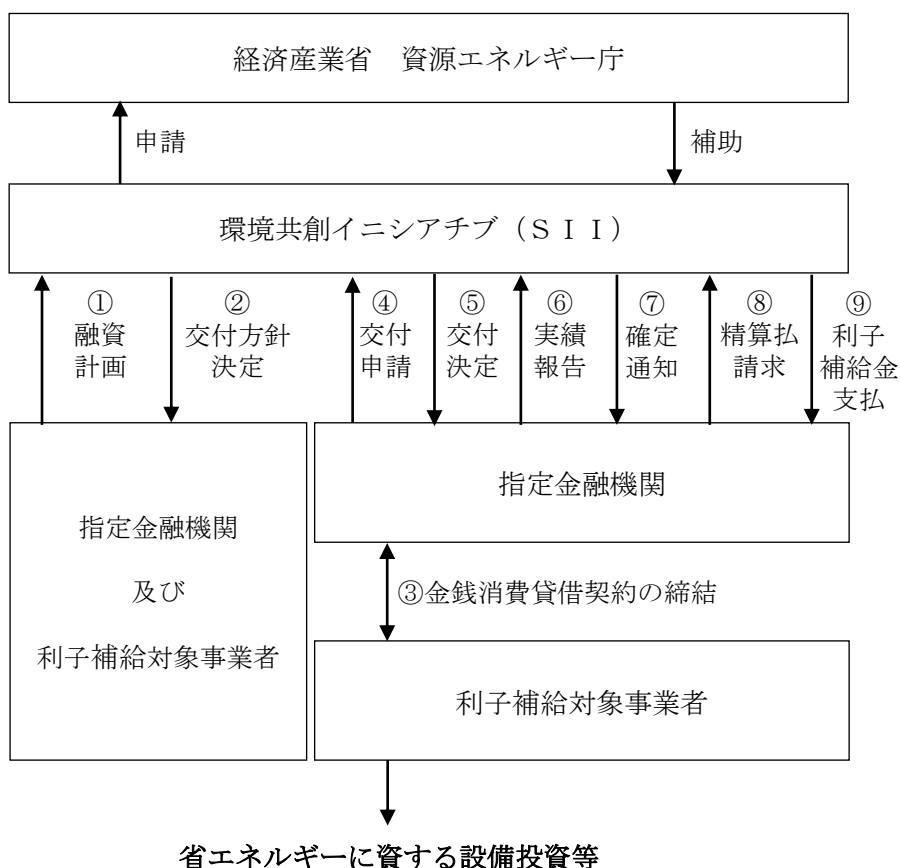 経済産業省　資源エネルギー庁
申請
補助
環境共創イニシアチブ（ＳＩＩ）
①
融資
計画
②
交付方針
決定
④
交付
申請
⑤
交付
決定
⑥
実績
報告
⑦
確定
通知
⑧
精算払
請求
⑨
利子
補給金
支払
指定金融機関
及び
利子補給対象事業者
指定金融機関
③金銭消費貸借契約の締結
利子補給対象事業者
省エネルギーに資する設備投資等